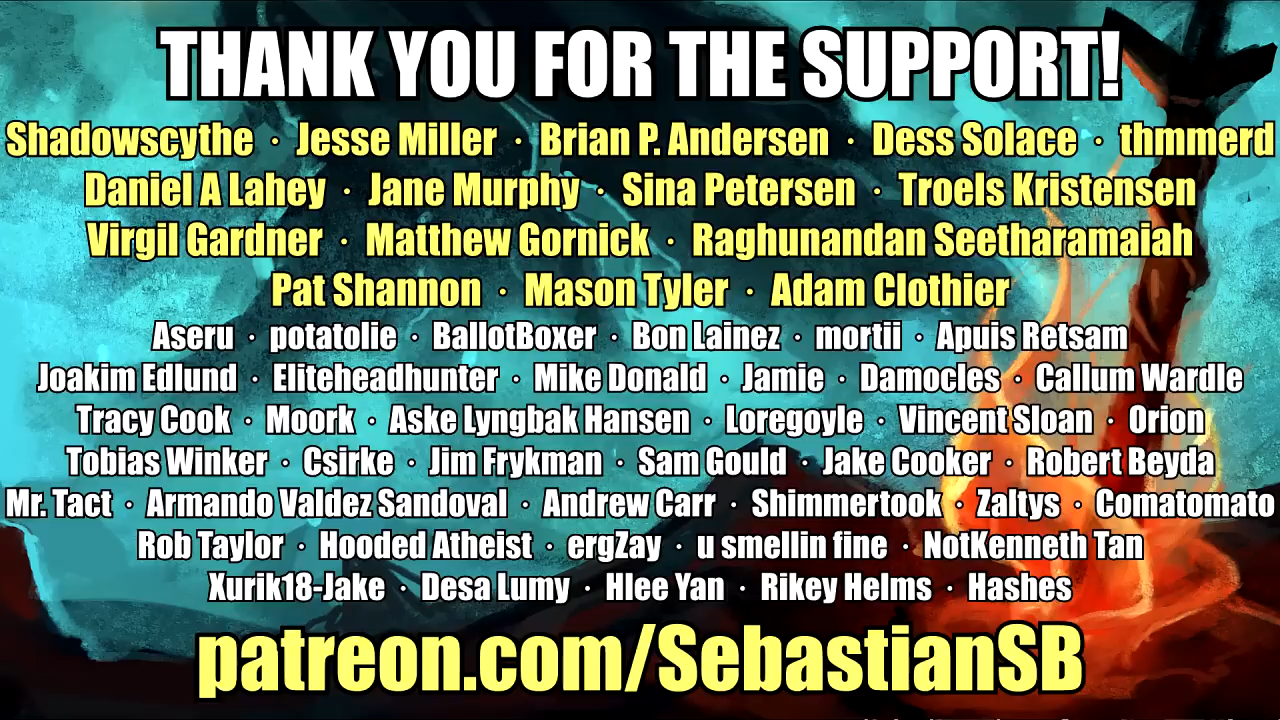 THANK YOU FOR THE SUPPORT!
Shadowscythe · Jesse Miller · Brian P. Andersen · Dess Solace · thmmerd
Daniel A Lahey · Jane Murphy · Sina Petersen · Troels Kristensen
Virgil Gardner · Matthew Gornick · Raghunandan Seetharamaiah
Pat Shannon · Mason Tyler · Adam Clothier
Aseru · potatolie · BallotBoxer · Bon Lainez · mortii · Apuis Retsam
Joakim Edlund · Eliteheadhunter · Mike Donald · Jamie · Damocles · Callum Wardle
Tracy Cook · Moork · Aske Lyngbak Hansen · Loregoyle · Vincent Sloan · Orion
Tobias Winker · Csirke · Jim Frykman · Sam Gould · Jake Cooker · Robert Beyda
Mr. Tact · Armando Valdez Sandoval · Andrew Carr · Shimmertook · Zaltys · Comatomato
Rob Taylor · Hooded Atheist · ergZay · u smellin fine · NotKenneth Tan
Xurik18-Jake · Desa Lumy · Hlee Yan · Rikey Helms · Hashes
patreon.com/SebastianSB